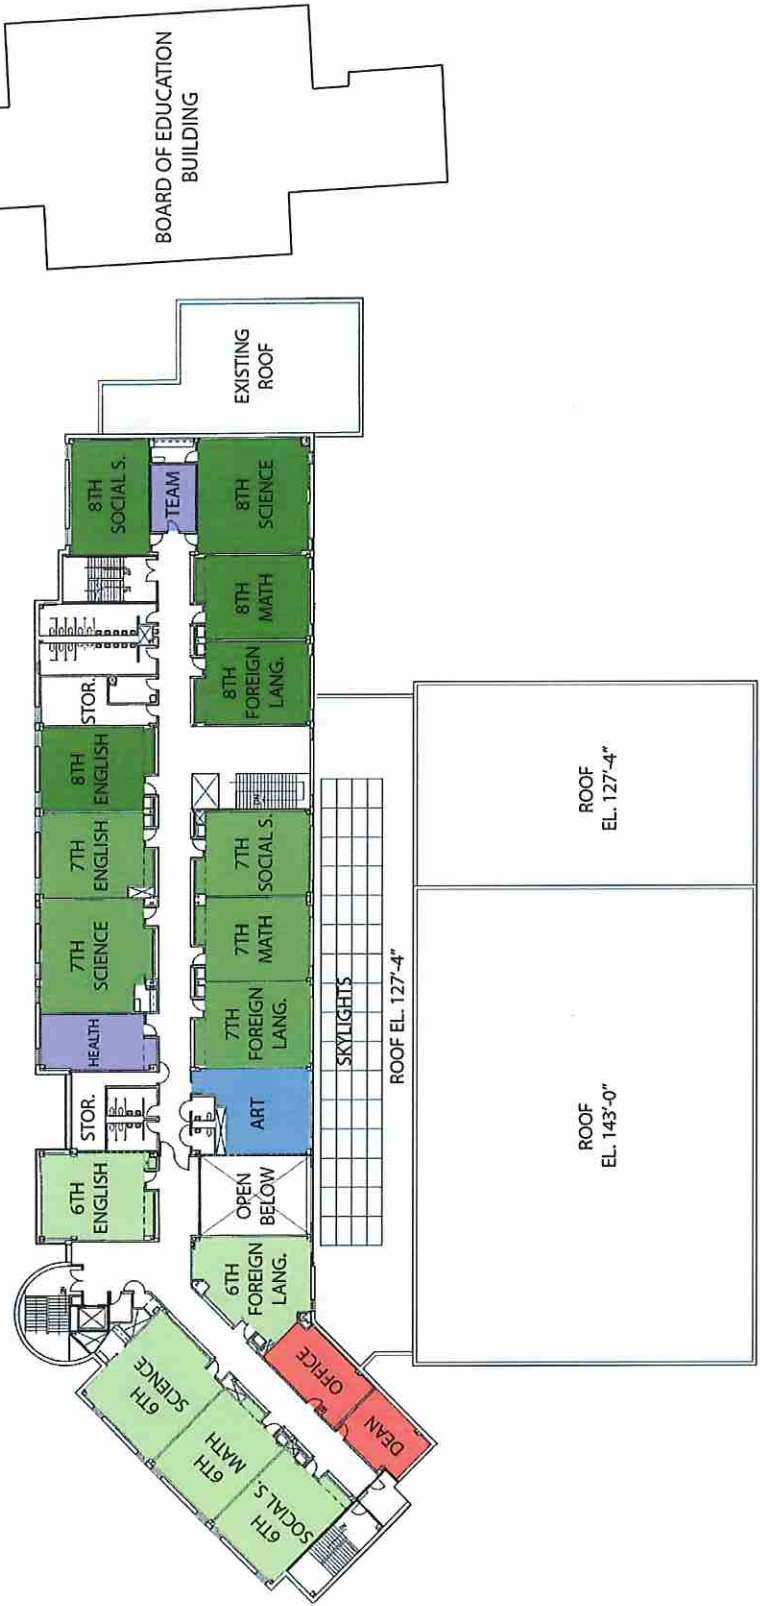 BOARD OF EDUCATION
BUILDING
EXISTING
ROOF
8TH
SOCIAL S.
TEAM
8TH
SCIENCE
8TH
MATH
8TH
FOREIGN
LANG.
STOR.
8TH
ENGLISH
7TH
ENGLISH
7TH
SCIENCE
HEALTH
STOR.
6TH
ENGLISH
DN
7TH
SOCIAL S.
7TH
MATH
7TH
FOREIGN
LANG.
ART
OPEN
BELOW
6TH
FOREIGN
LANG.
OFFICE
DEAN
6TH
SCIENCE
6TH
MATH
6TH
SOCIAL S.
SKYLIGHTS
ROOF EL. 127'-4"
ROOF
EL. 127'-4"
ROOF
EL. 143'-0"